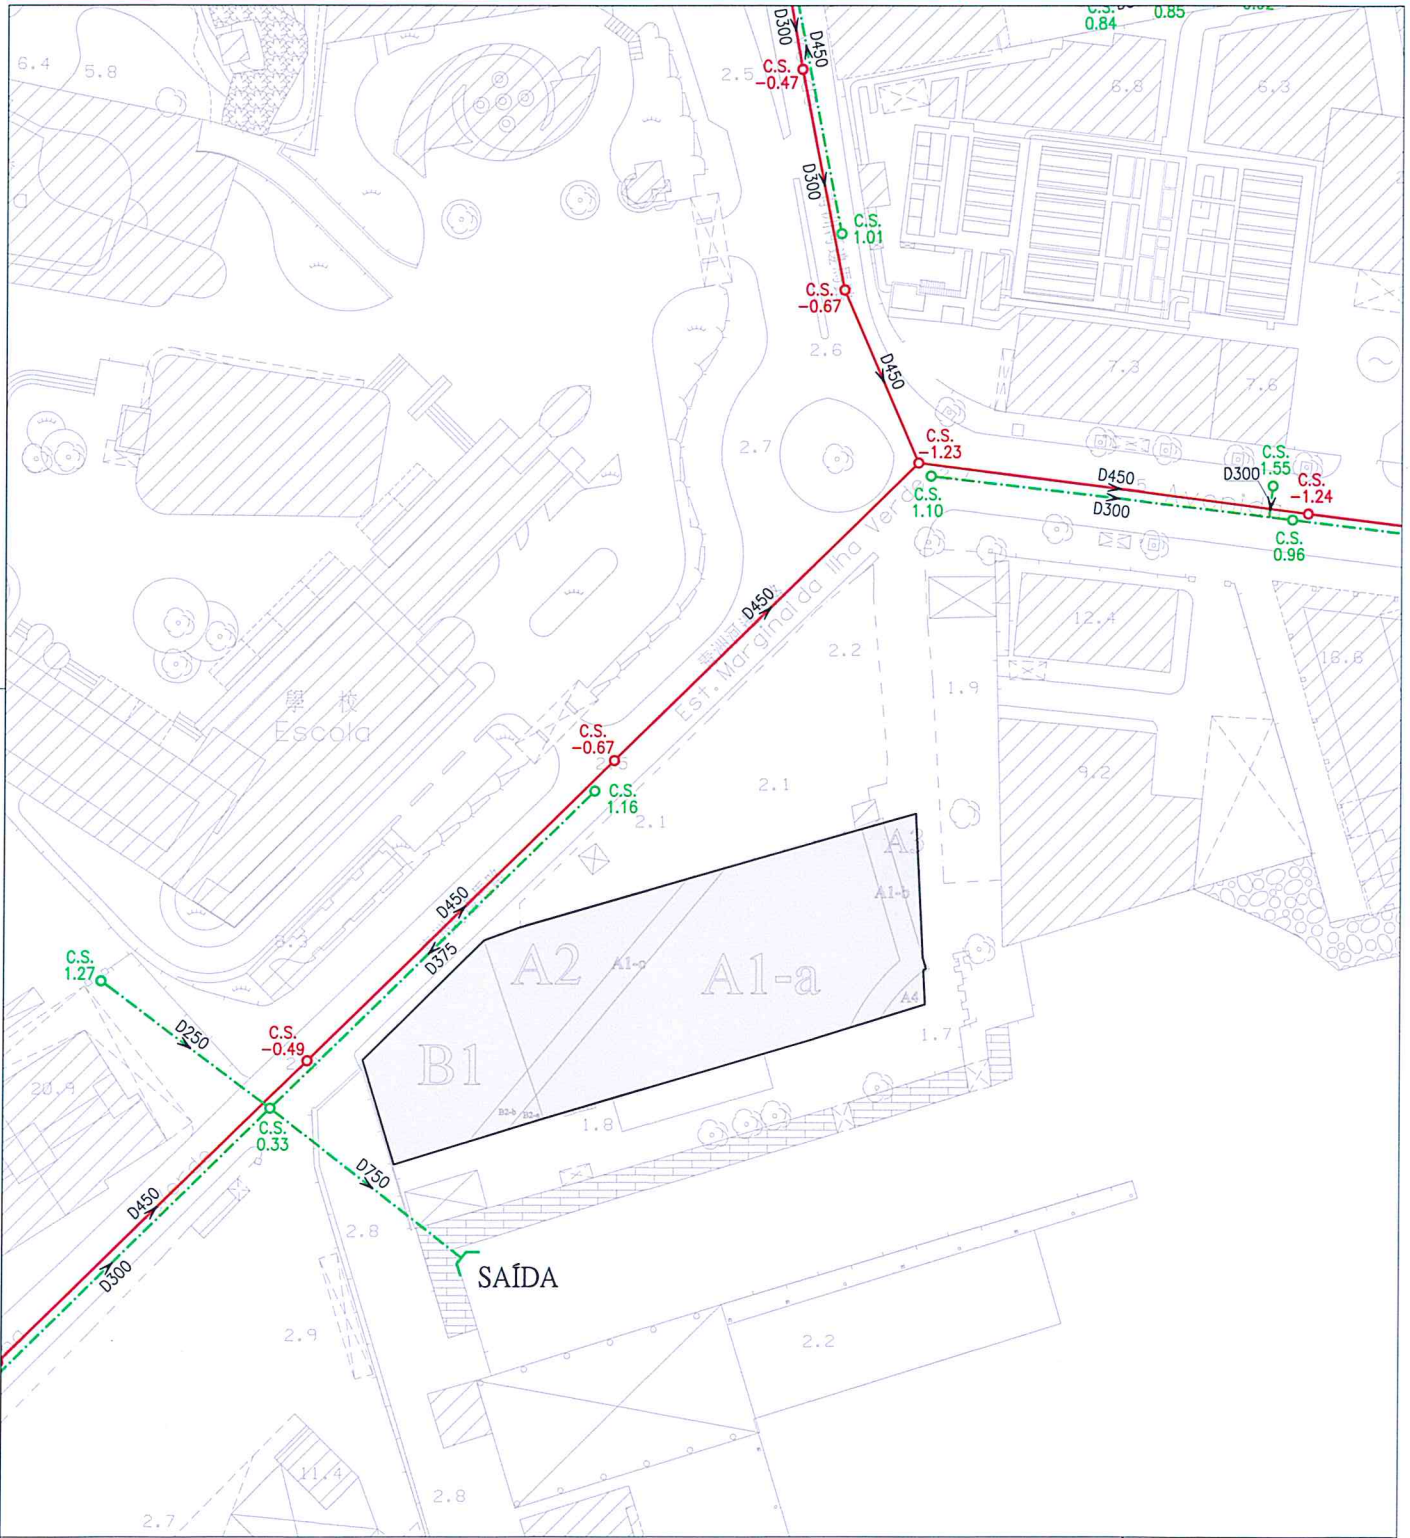 C.S.
0.84
0.85
D300
D450
6.4
5.8
2.5
C.S.
-0.47
6.8
6.3
D300
C.S.
1.01
C.S.
-0.67
2.6
D450
7.3
7.6
2.7
C.S.
-1.23
C.S.
1.55
D300
C.S.
-1.24
D450
C.S.
1.10
D300
C.S.
0.96
D450
Est. Marginal da Ilha Verde
12.4
2.2
16.6
1.9
學 校
Escola
C.S.
-0.67
9.2
2.1
C.S.
1.16
2.1
A3
A1-b
D450
D375
A2
A1-c
A1-a
C.S.
1.27
A4
D250
C.S.
-0.49
1.7
B1
20.9
C.S.
0.33
B2-b
1.8
D750
D450
2.8
D300
SAÍDA
2.9
2.2
11.4
2.8
2.7